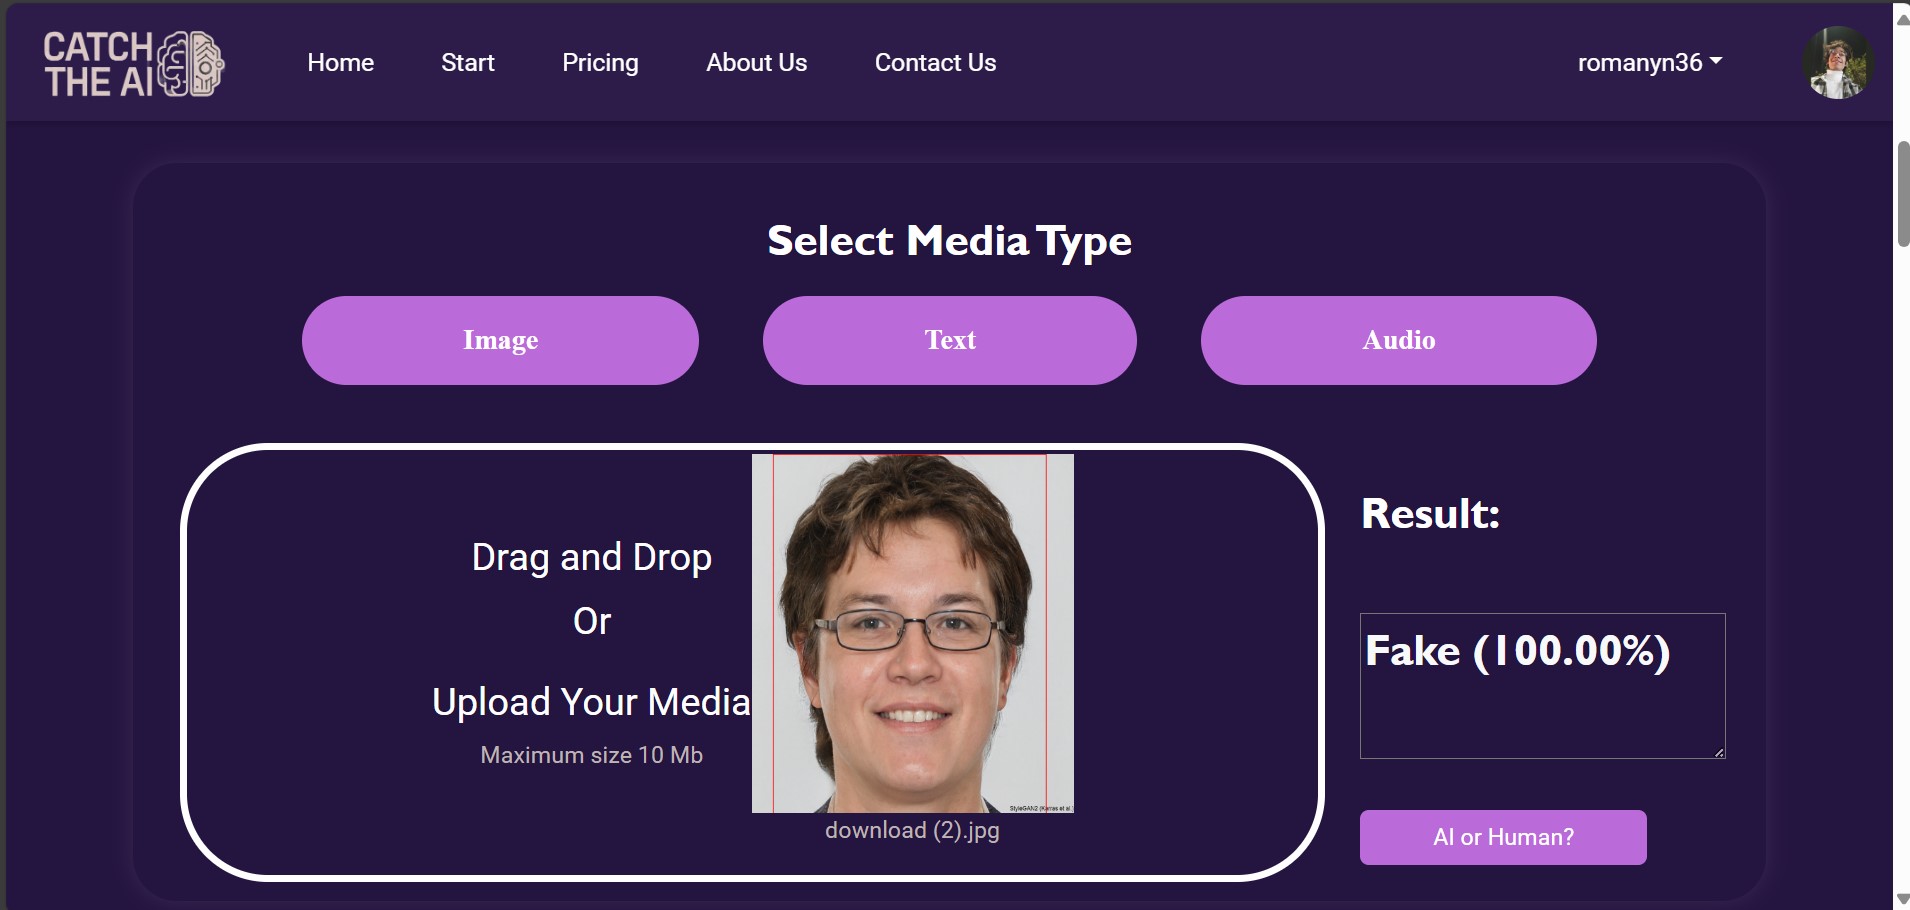 CATCH
THE AI
Home
Start
Pricing
About Us
Contact Us
romanyn36
Select Media Type
Image
Text
Audio
Drag and Drop
Or
Upload Your Media
Maximum size 10 Mb
StyleGAN2 (Karras et al.)
download (2).jpg
Result:
Fake (100.00%)
AI or Human?